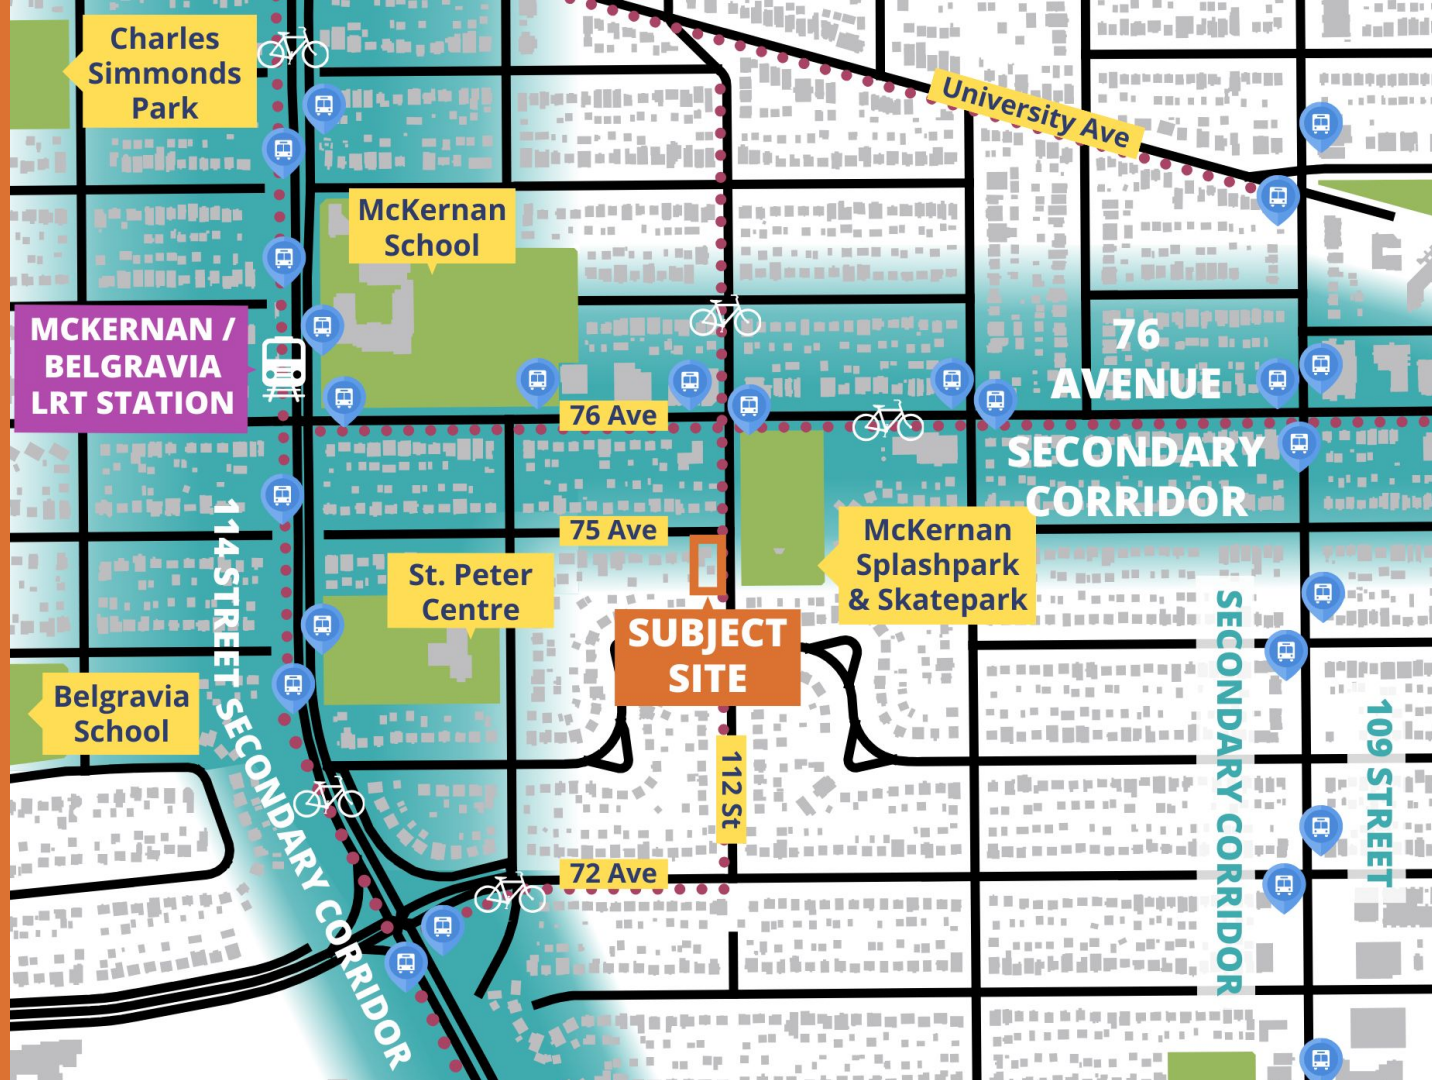 Charles
Simmonds
Park
University Ave
McKernan
School
MCKERNAN /
BELGRAVIA
LRT STATION
76
AVENUE
76 Ave
SECONDARY
CORRIDOR
75 Ave
McKernan
Splashpark
& Skatepark
St. Peter
Centre
SUBJECT
SITE
114 STREET SECONDARY CORRIDOR
Belgravia
School
112 St
72 Ave
SECONDARY CORRIDOR
109 STREET